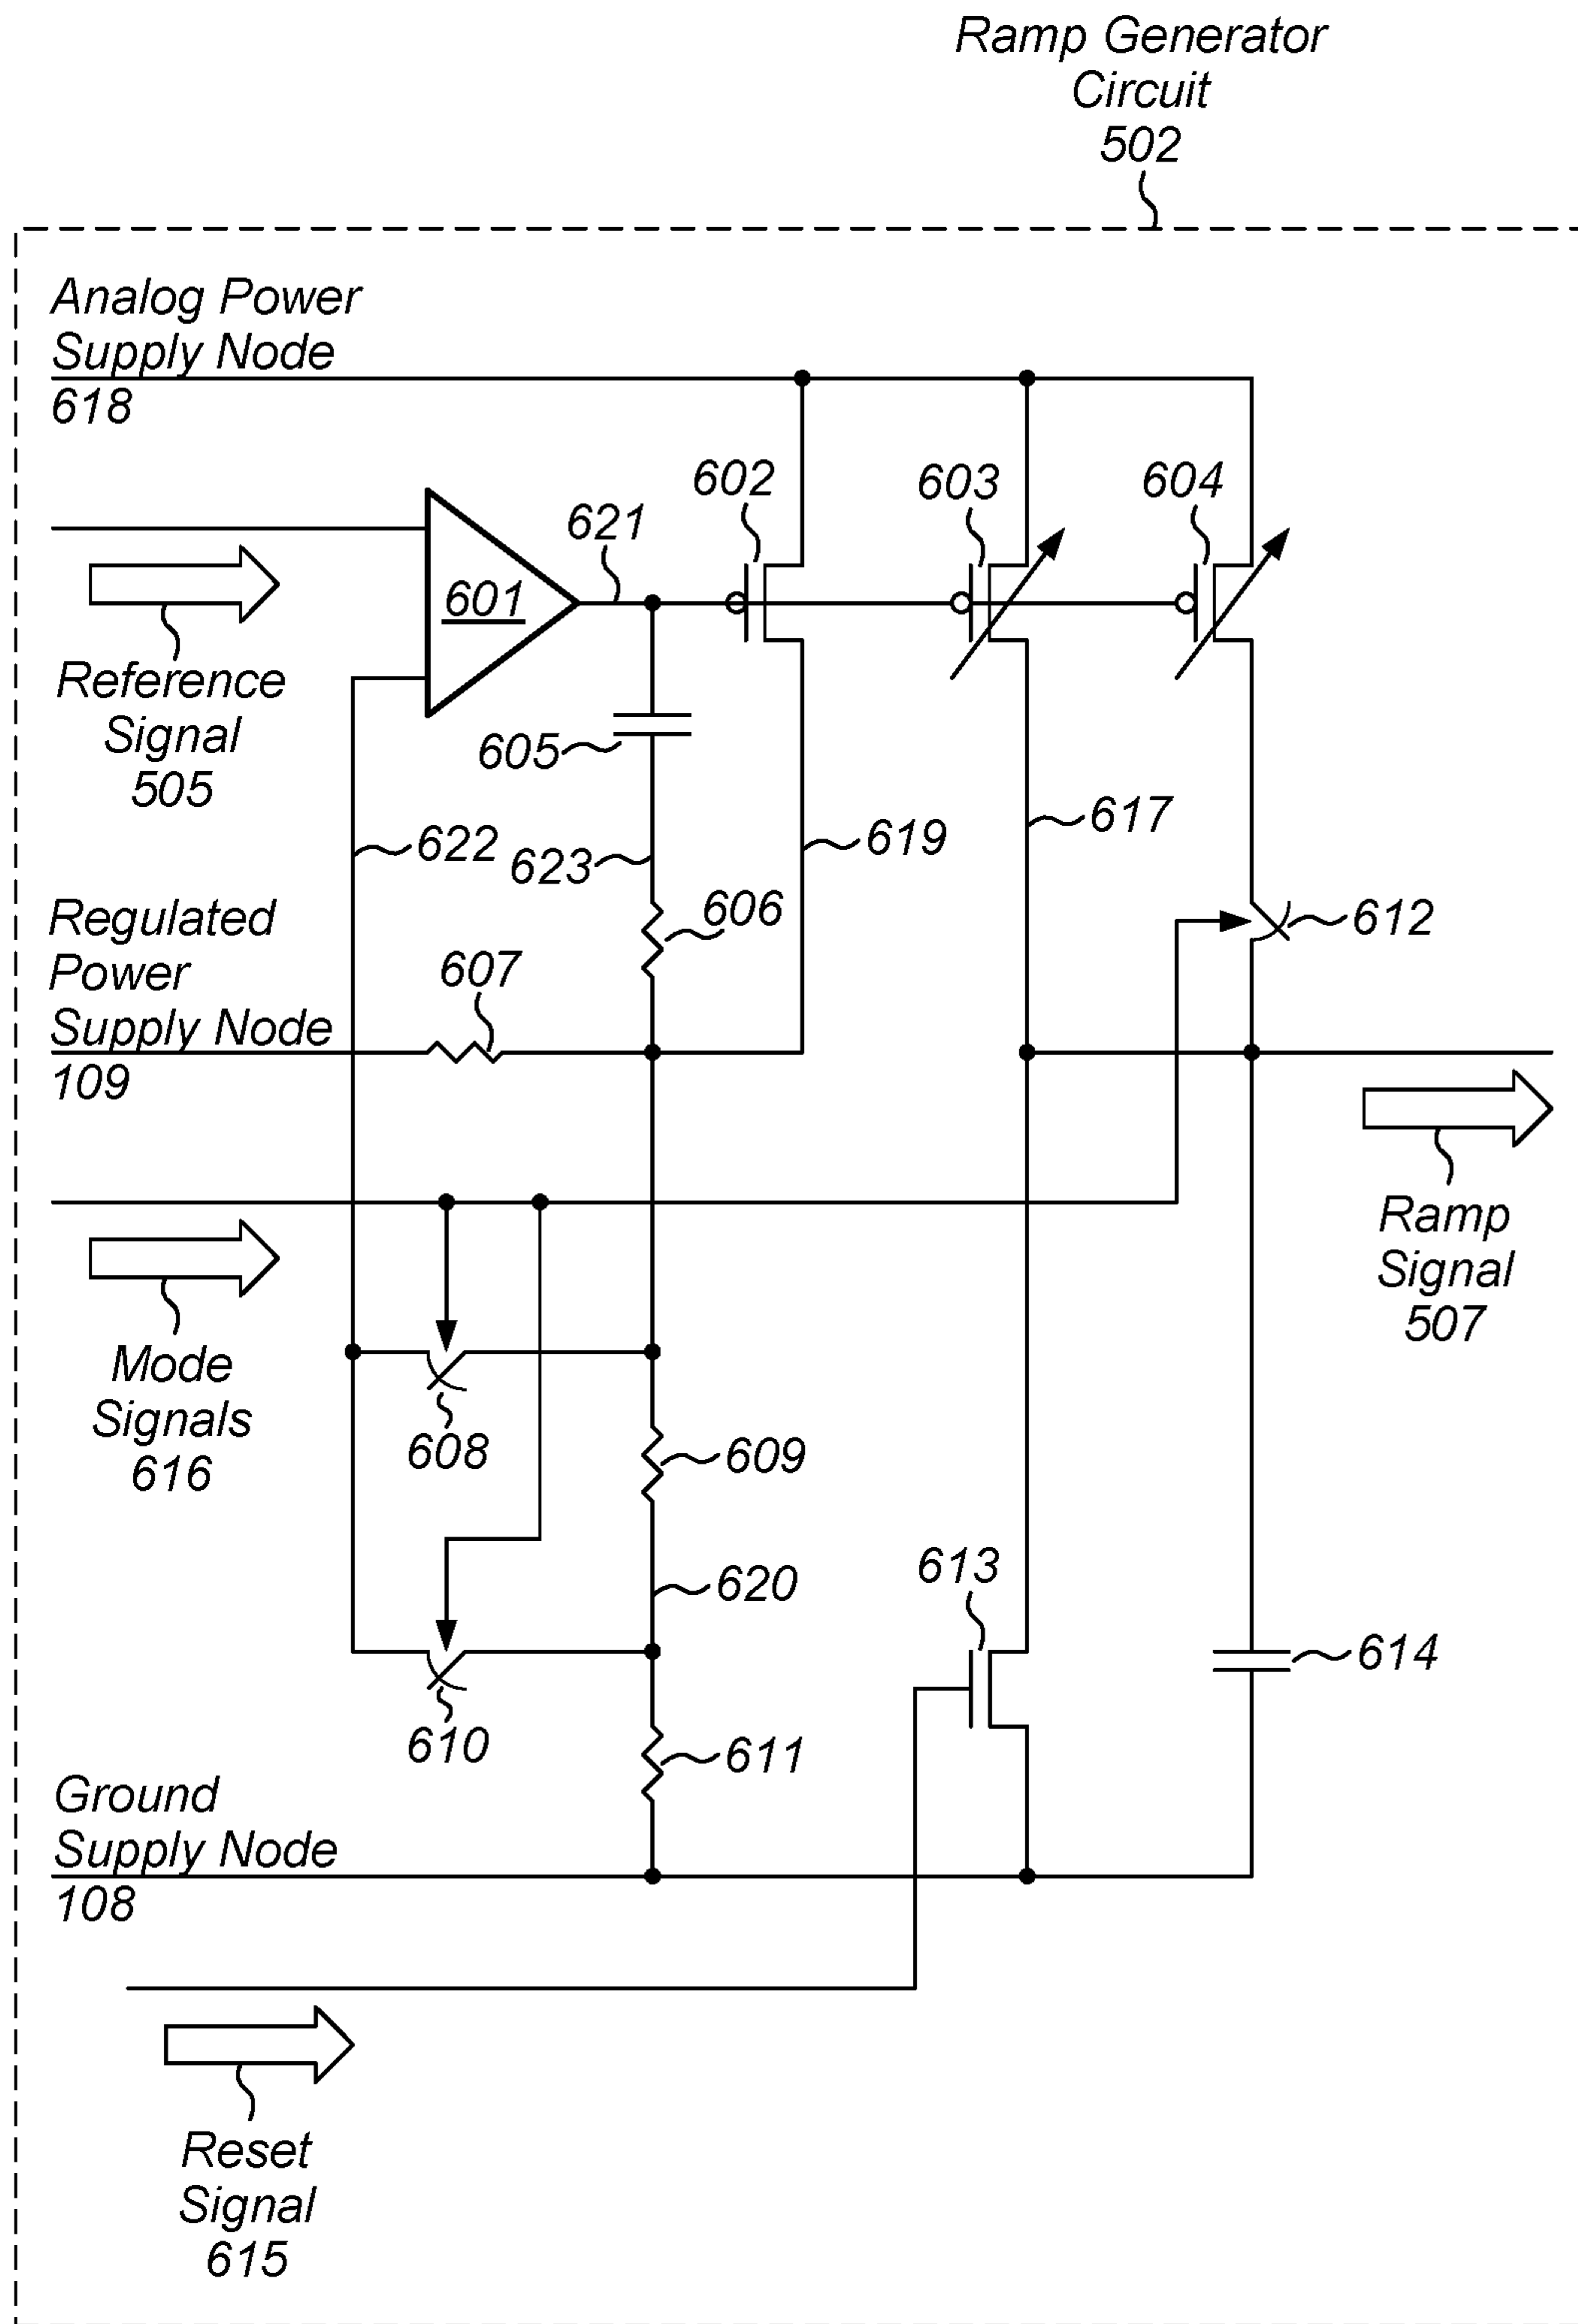 Ramp Generator
Circuit
502
Analog Power
Supply Node
618
602
603
604
621
601
Reference
Signal
505
605
622
623
619
617
606
612
Regulated
Power
Supply Node
109
607
Mode
Signals
616
Ramp
Signal
507
608
609
620
613
610
611
614
Ground
Supply Node
108
Reset
Signal
615